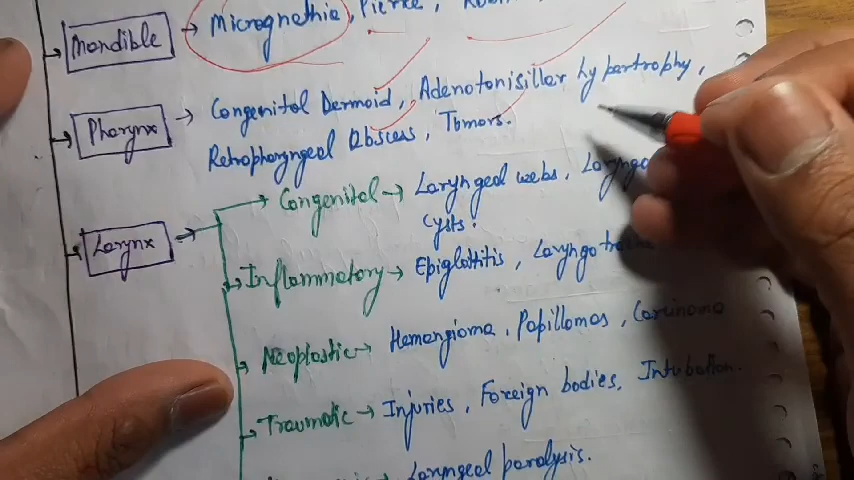 Mandible → Micrognathia, Pierre,
Pharynx → Congenital Dermoid, Adenotonisillar hypertrophy,
Retropharyngeal Abscess, Tumors.
Larynx → Congenital → Laryngeal webs,
Cysts.
Inflammatory → Epiglottitis,
Neoplastic → Hemangioma, Papillomas, Carcinoma
Traumatic → Injuries, Foreign bodies, Intubation.
→ Laryngeal paralysis.